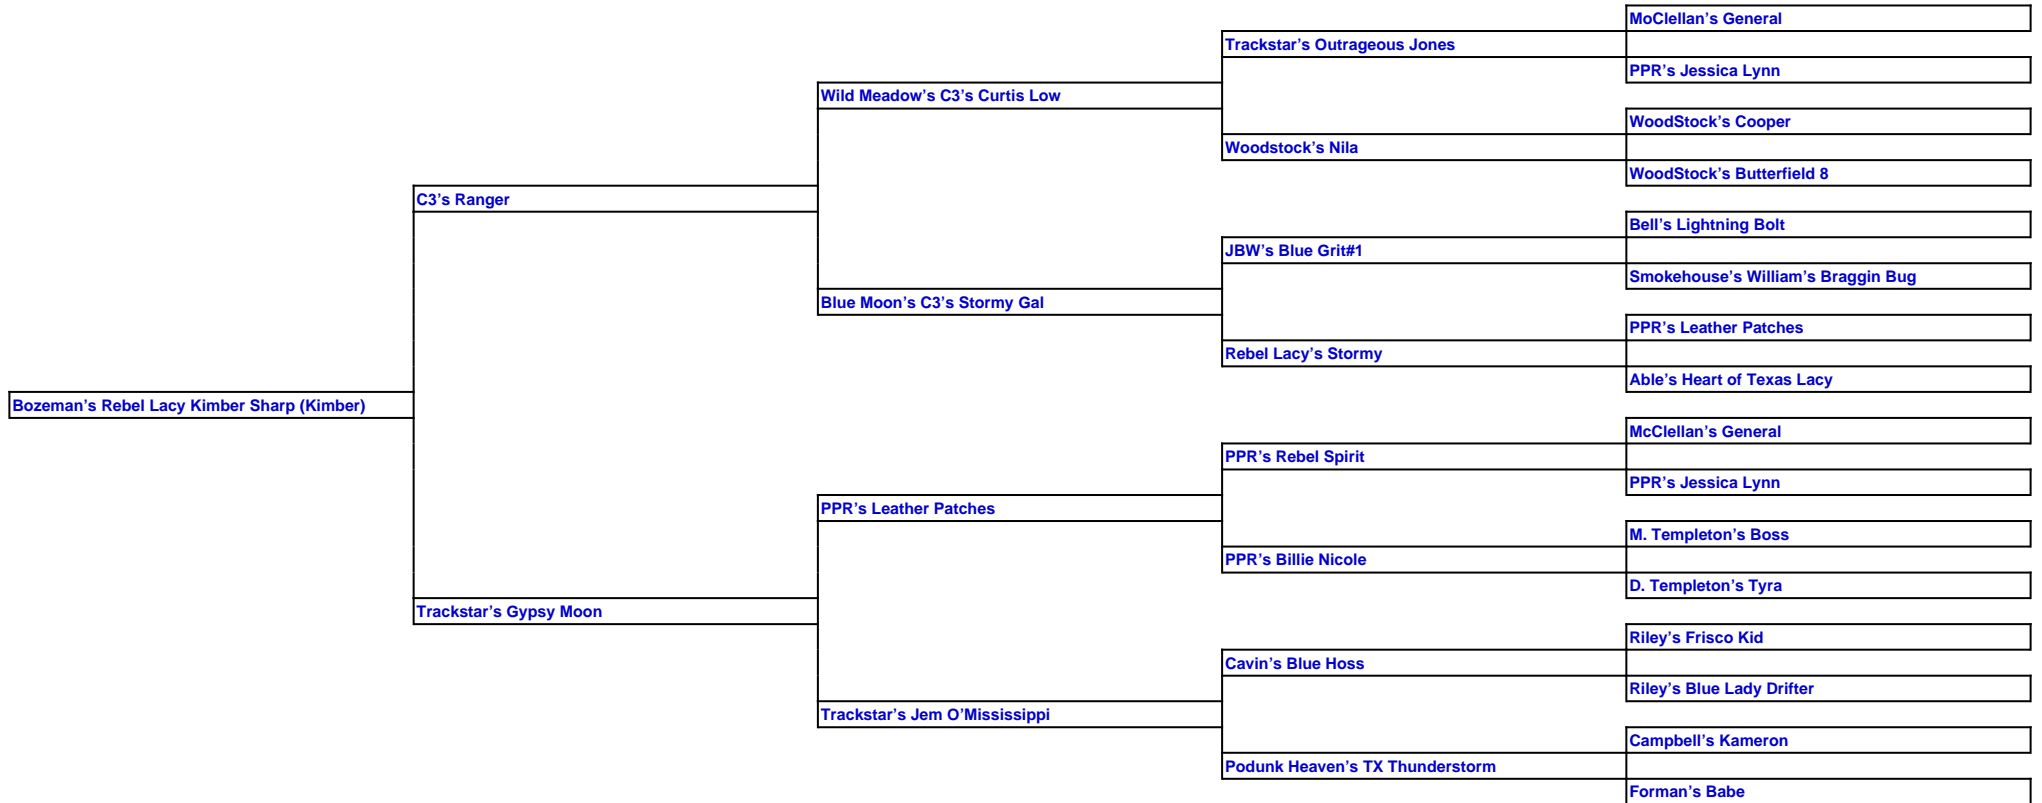 MoClellan’s General
Trackstar’s Outrageous Jones
PPR’s Jessica Lynn
Wild Meadow’s C3’s Curtis Low
WoodStock’s Cooper
Woodstock’s Nila
WoodStock’s Butterfield 8
C3’s Ranger
Bell’s Lightning Bolt
JBW’s Blue Grit#1
Smokehouse’s William’s Braggin Bug
Blue Moon’s C3’s Stormy Gal
PPR’s Leather Patches
Rebel Lacy’s Stormy
Able’s Heart of Texas Lacy
Bozeman’s Rebel Lacy Kimber Sharp (Kimber)
McClellan’s General
PPR’s Rebel Spirit
PPR’s Jessica Lynn
PPR’s Leather Patches
M. Templeton’s Boss
PPR’s Billie Nicole
D. Templeton’s Tyra
Trackstar’s Gypsy Moon
Riley’s Frisco Kid
Cavin’s Blue Hoss
Riley’s Blue Lady Drifter
Trackstar’s Jem O’Mississippi
Campbell’s Kameron
Podunk Heaven’s TX Thunderstorm
Forman’s Babe